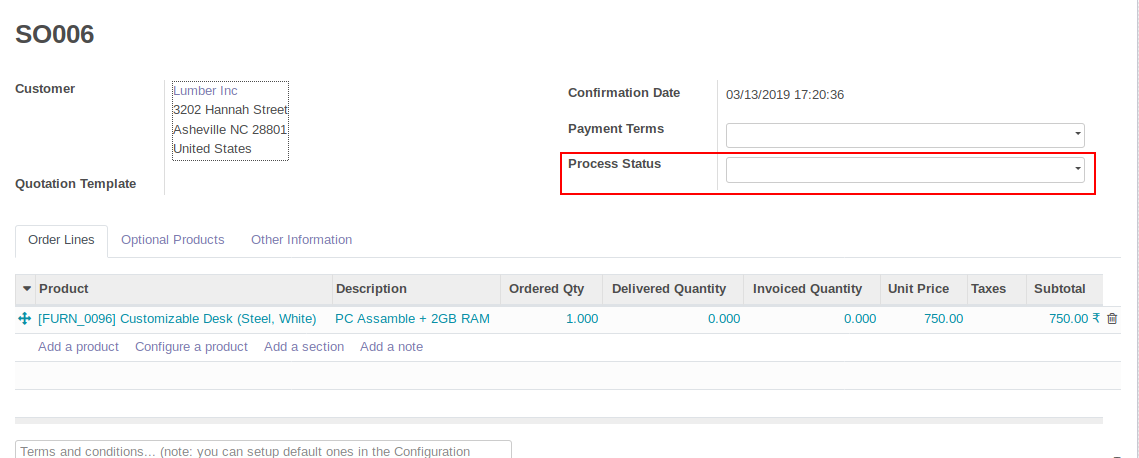 SO006
Customer
Lumber Inc
3202 Hannah Street
Asheville NC 28801
United States
Quotation Template
Confirmation Date 03/13/2019 17:20:36
Payment Terms
Process Status
Order Lines Optional Products Other Information
Product Description Ordered Qty Delivered Quantity Invoiced Quantity Unit Price Taxes Subtotal
[FURN_0096] Customizable Desk (Steel, White) PC Assamble + 2GB RAM 1.000 0.000 0.000 750.00 750.00 ₹
Add a product Configure a product Add a section Add a note
Terms and conditions... (note: you can setup default ones in the Configuration